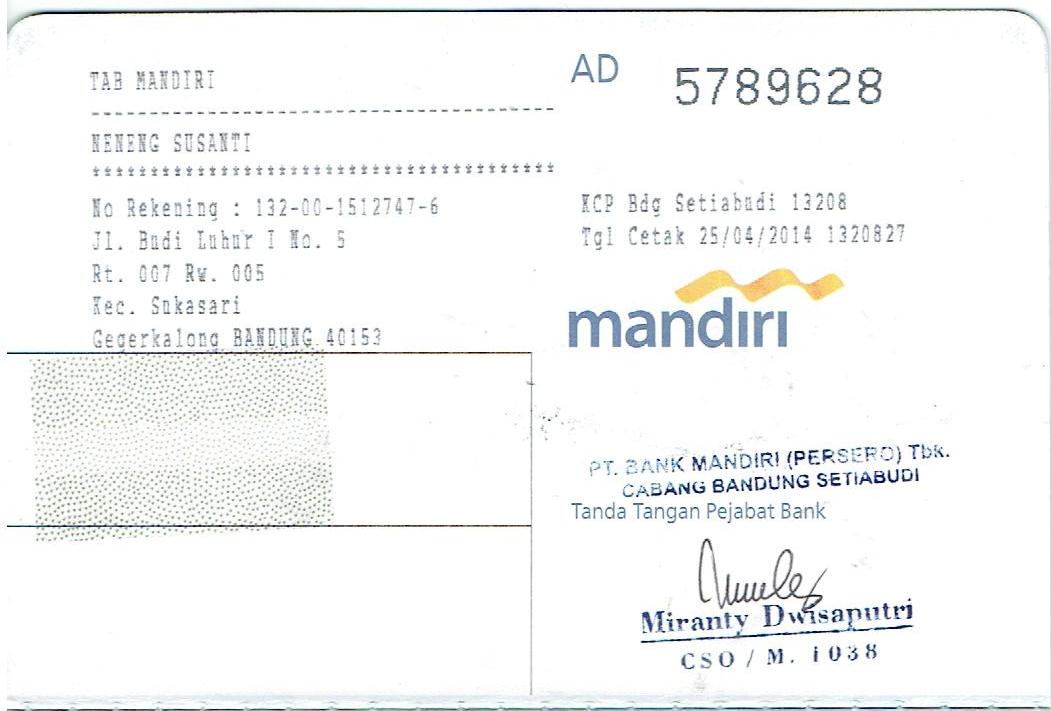 TAB MANDIRI
NENENG SUSANTI
No Rekening : 132-00-1512747-6
Jl. Budi Luhur I No. 5
Rt. 007 Rw. 005
Kec. Sukasari
Gegerkalong BANDUNG 40153
AD 5789628
KCP Bdg Setiabudi 13208
Tgl Cetak 25/04/2014 1320827
mandiri
PT. BANK MANDIRI (PERSERO) Tbk.
CABANG BANDUNG SETIABUDI
Tanda Tangan Pejabat Bank
Miranty Dwisaputri
CSO / M. 1038